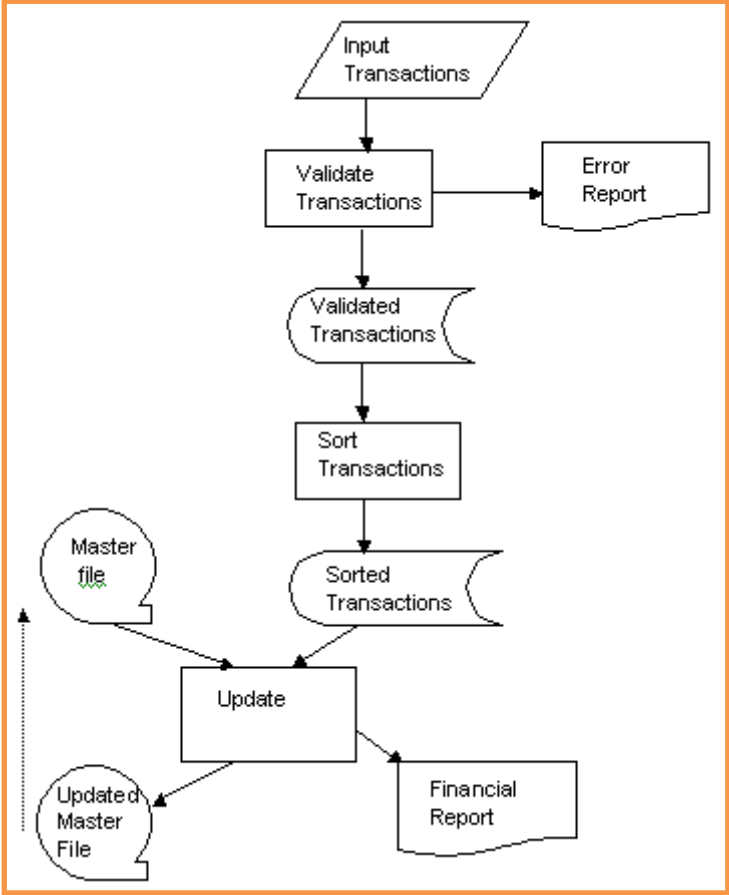 Input
Transactions
Validate
Transactions
Error
Report
Validated
Transactions
Sort
Transactions
Master
file
Sorted
Transactions
Update
Updated
Master
File
Financial
Report